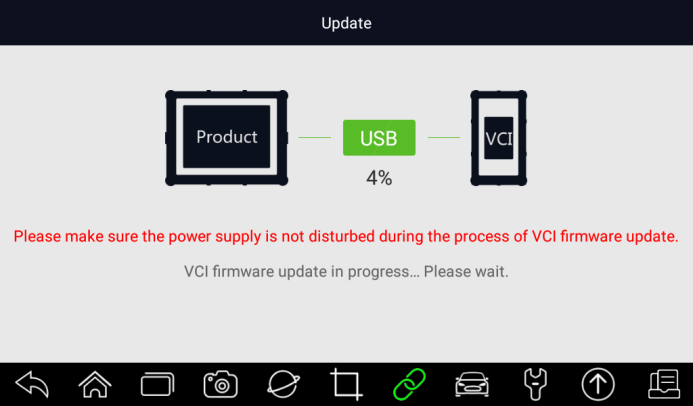 Update
Product
USB
VCI
4%
Please make sure the power supply is not disturbed during the process of VCI firmware update.
VCI firmware update in progress... Please wait.